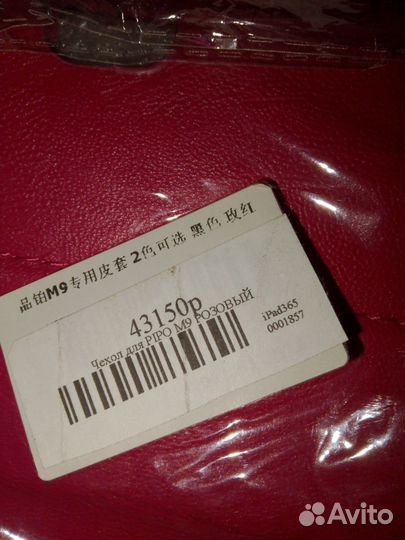 品铂M9专用皮套 2色可选 黑色 玫红
43150р
Чехол для PIPO M9 РОЗОВЫЙ
iPad365
0001857
Avito